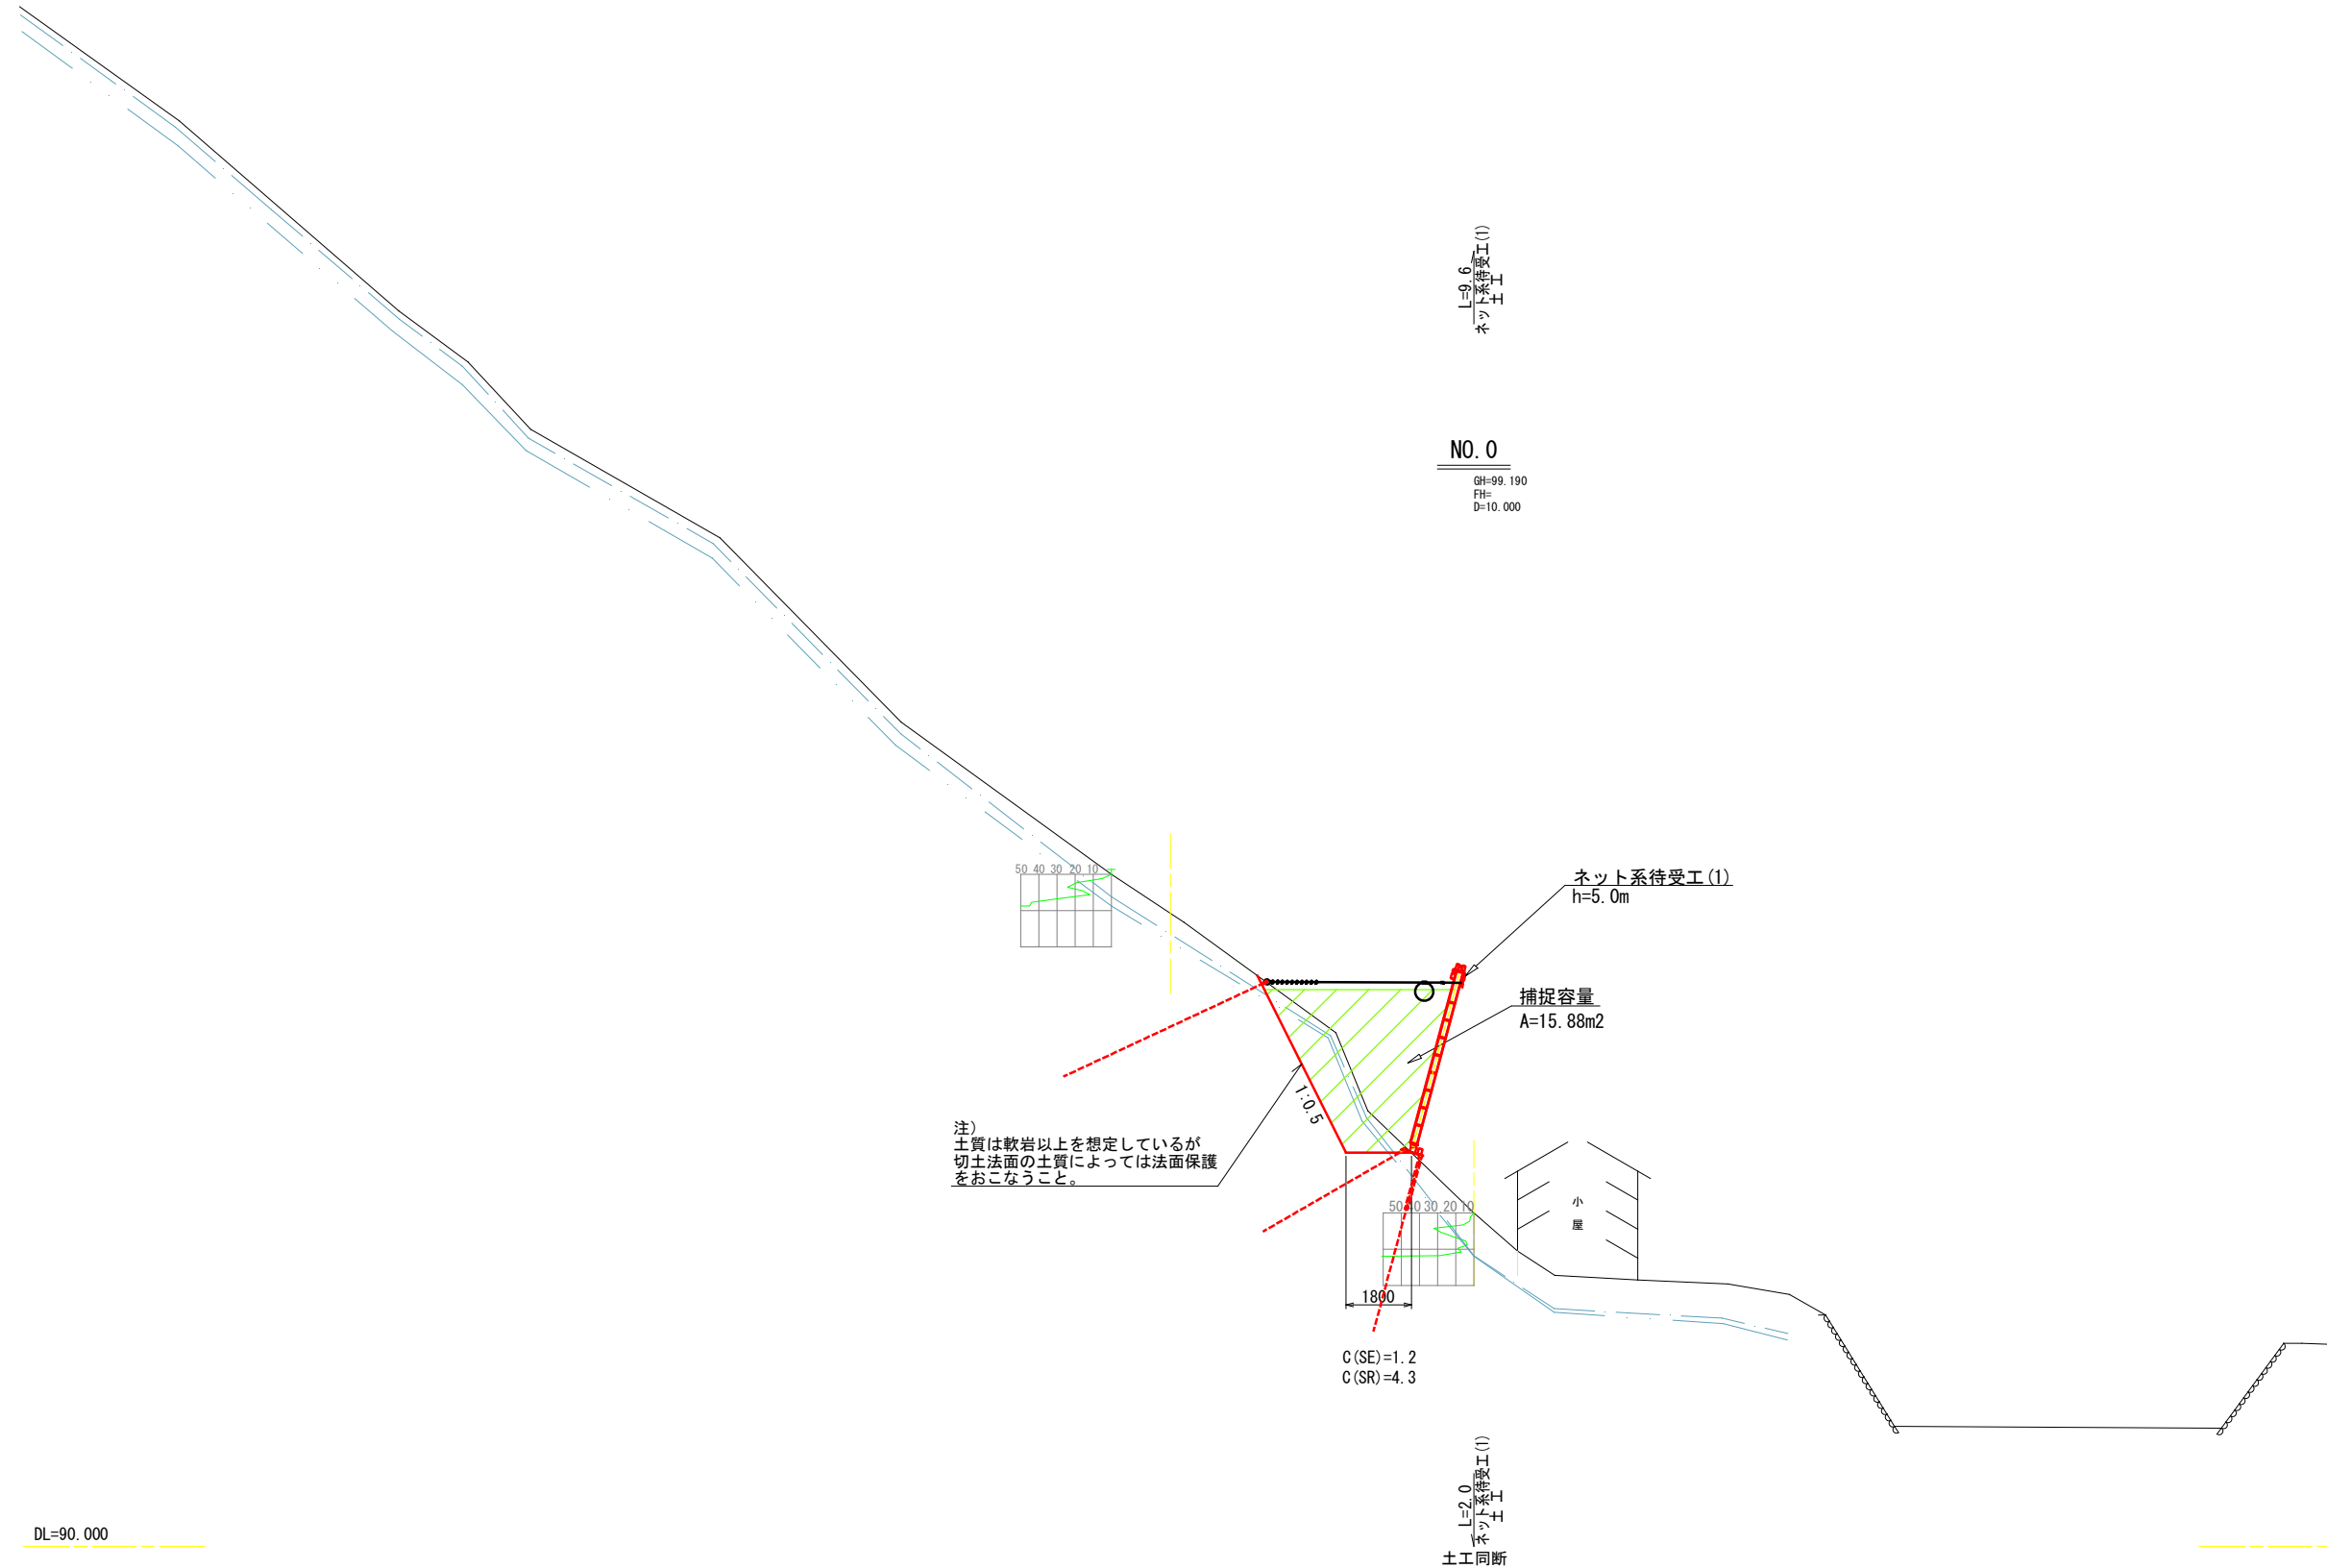 L=9.6
ネット系待受工(1)
土工
NO.0
GH=99.190
FH=
D=10.000
50 40 30 20 10
ネット系待受工(1)
h=5.0m
捕捉容量
A=15.88m2
1:0.5
注)
土質は軟岩以上を想定しているが
切土法面の土質によっては法面保護
をおこなうこと。
小
屋
50 40 30 20 10
1800
C(SE)=1.2
C(SR)=4.3
L=2.0
ネット系待受工(1)
土工
土工同断
DL=90.000